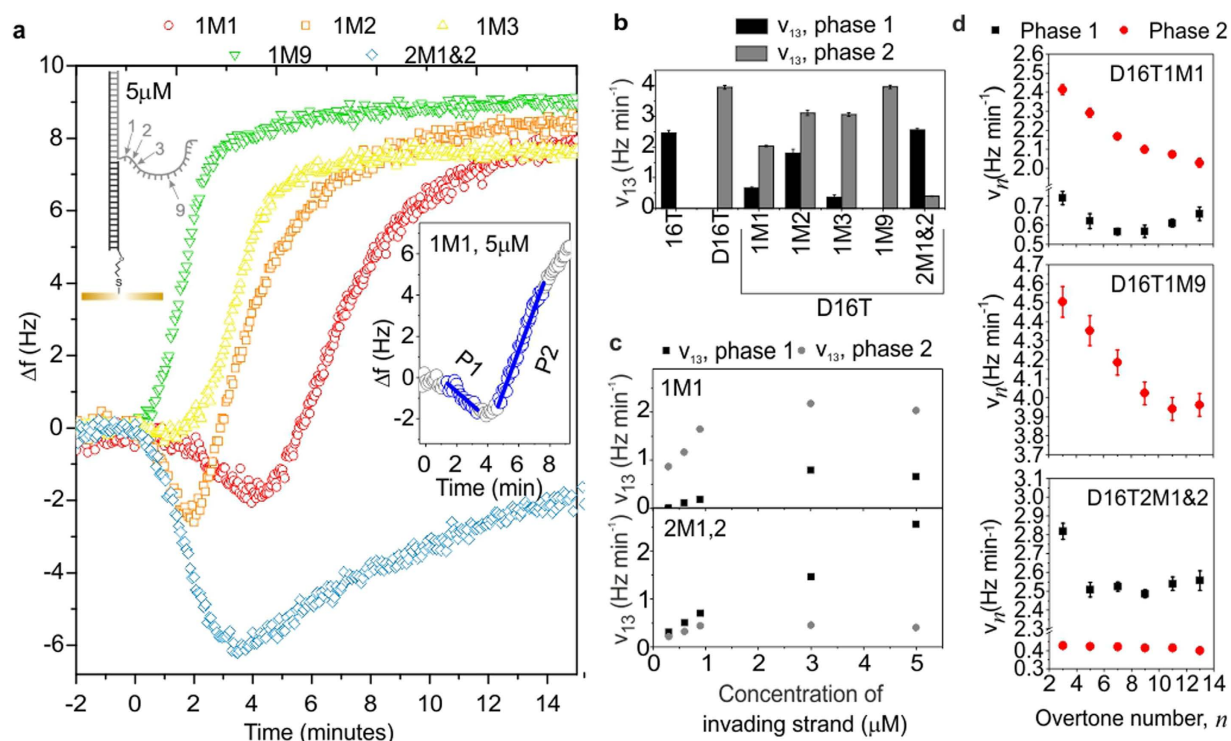 a
1M1 1M2 1M3
1M9 2M1&2
10
8
6
4
2
0
-2
-4
-6
Δf (Hz)
-2 0 2 4 6 8 10 12 14
Time (minutes)
5μM
1
2
3
9
s
1M1, 5μM
6
4
2
0
-2
Δf (Hz)
P1
P2
0 2 4 6 8
Time (min)
b
v13, phase 1
v13, phase 2
4
3
2
1
0
v13 (Hz min-1)
16T
D16T
1M1
1M2
1M3
1M9
2M1&2
D16T
c
v13, phase 1 v13, phase 2
1M1
2
1
0
v13 (Hz min-1)
2M1,2
2
1
0
v13 (Hz min-1)
0 1 2 3 4 5
Concentration of
invading strand (μM)
d
Phase 1 Phase 2
D16T1M1
2.6
2.5
2.4
2.3
2.2
2.1
2.0
0.7
0.6
0.5
vn(Hz min-1)
D16T1M9
4.7
4.6
4.5
4.4
4.3
4.2
4.1
4.0
3.9
3.8
vn(Hz min-1)
D16T2M1&2
3.1
3.0
2.9
2.8
2.7
2.6
2.5
2.4
2.3
0.4
0.3
vn(Hz min-1)
2 4 6 8 10 12 14
Overtone number, n